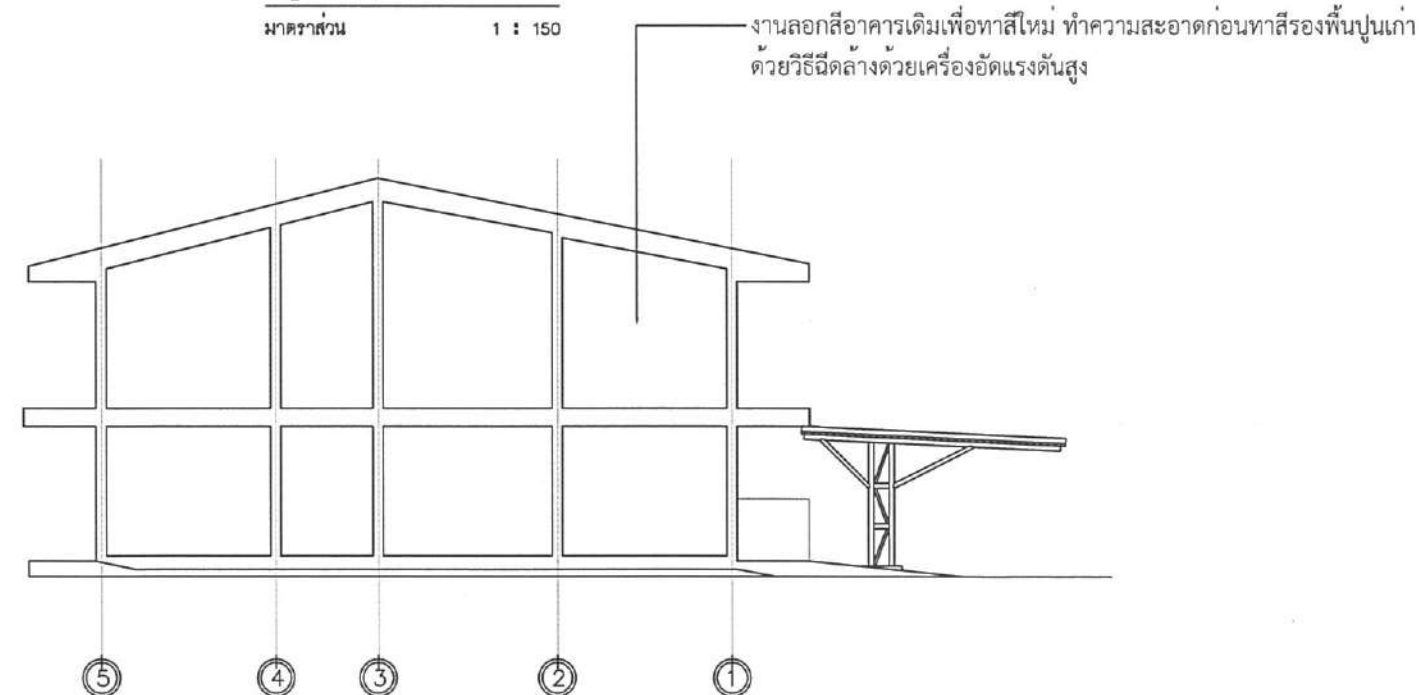 มาตราส่วน 1 : 150
งานลอกสีอาคารเดิมเพื่อทาสีใหม่ ทำความสะอาดก่อนทาสีรองพื้นปูนเก่า
ด้วยวิธีฉีดล้างด้วยเครื่องอัดแรงดันสูง
5 4 3 2 1